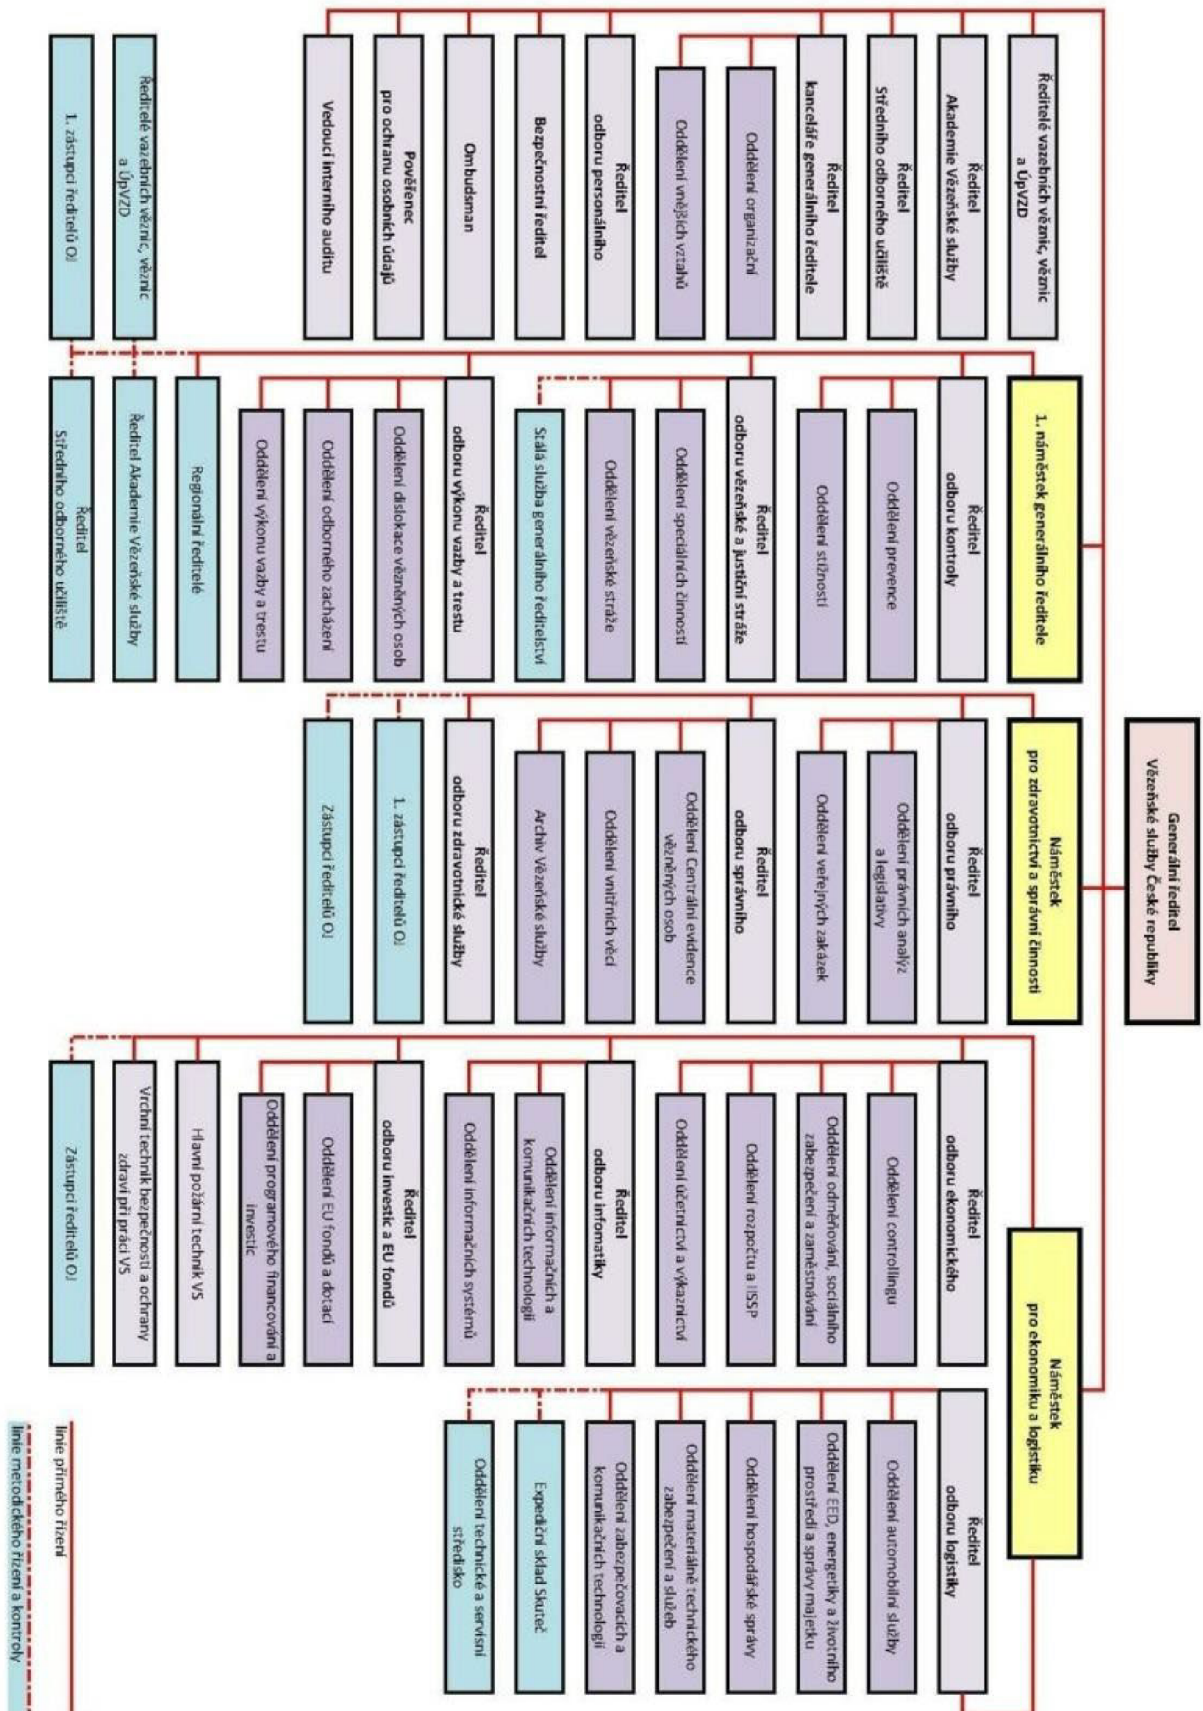 Generální ředitel
Vězeňské služby České republiky
Ředitelé vazebních věznic, věznic
a ÚpVZD
Ředitel
Akademie Vězeňské služby
Ředitel
Středního odborného učiliště
Ředitel
kanceláře generálního ředitele
Oddělení organizační
Oddělení vnějších vztahů
Ředitel
odboru personálního
Bezpečnostní ředitel
Ombudsman
Pověřenec
pro ochranu osobních údajů
Vedoucí interního auditu
Ředitelé vazebních věznic, věznic
a ÚpVZD
1. zástupci ředitelů OJ
1. náměstek generálního ředitele
Ředitel
odboru kontroly
Oddělení prevence
Oddělení stížností
Ředitel
odboru vězeňské a justiční stráže
Oddělení speciálních činností
Oddělení vězeňské stráže
Stálá služba generálního ředitelství
Ředitel
odboru výkonu vazby a trestu
Oddělení dislokace vězněných osob
Oddělení odborného zacházení
Oddělení výkonu vazby a trestu
Regionální ředitelé
Ředitel Akademie Vězeňské služby
Ředitel
Středního odborného učiliště
Náměstek
pro zdravotnictví a správní činnosti
Ředitel
odboru právního
Oddělení právních analýz
a legislativy
Oddělení veřejných zakázek
Ředitel
odboru správního
Oddělení Centrální evidence
vězněných osob
Oddělení vnitřních věcí
Archiv Vězeňské služby
Ředitel
odboru zdravotnické služby
1. zástupci ředitelů OJ
Zástupci ředitelů OJ
Náměstek
pro ekonomiku a logistiku
Ředitel
odboru ekonomického
Oddělení controllingu
Oddělení odměňování, sociálního
zabezpečení a zaměstnávání
Oddělení rozpočtu a IISSP
Oddělení účetnictví a výkaznictví
Ředitel
odboru infomatiky
Oddělení informačních a
komunikačních technologií
Oddělení informačních systémů
Ředitel
odboru investic a EU fondů
Oddělení EU fondů a dotací
Oddělení programového financování a
investic
Hlavní požární technik VS
Vrchní technik bezpečnosti a ochrany
zdraví při práci VS
Zástupci ředitelů OJ
Ředitel
odboru logistiky
Oddělení automobilní služby
Oddělení EED, energetiky a životního
prostředí a správy majetku
Oddělení hospodářské správy
Oddělení materiálně technického
zabezpečení a služeb
Oddělení zabezpečovacích a
komunikačních technologií
Expediční sklad Skuteč
Oddělení technické a servisní
středisko
linie přímého řízení
linie metodického řízení a kontroly